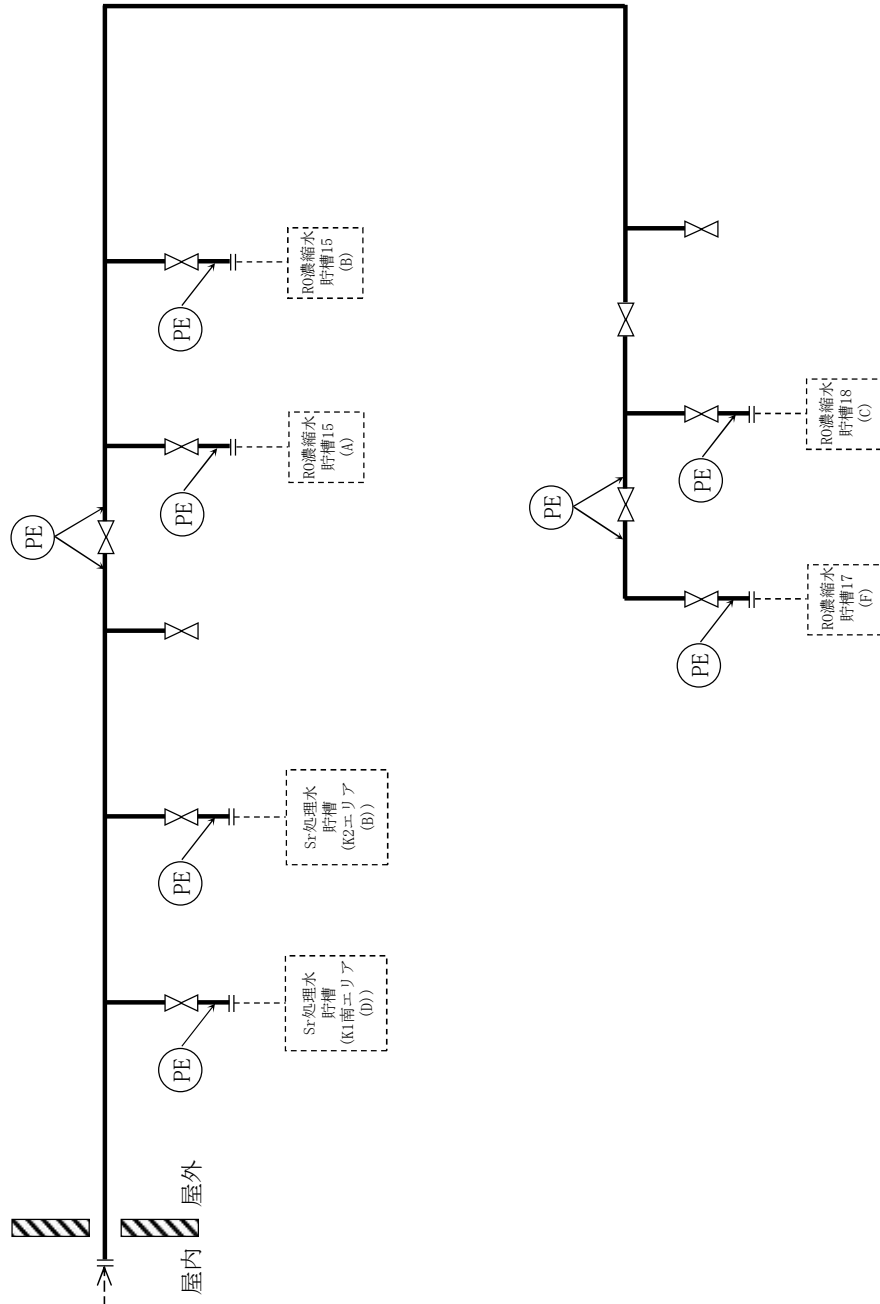 PE
PE
RO濃縮水
貯槽15
(B)
PE
RO濃縮水
貯槽15
(A)
PE
Sr処理水
貯槽
(K2エリア
(B))
PE
Sr処理水
貯槽
(K1南エリア
(D))
屋外
屋内
PE
PE
RO濃縮水
貯槽18
(C)
PE
RO濃縮水
貯槽17
(F)